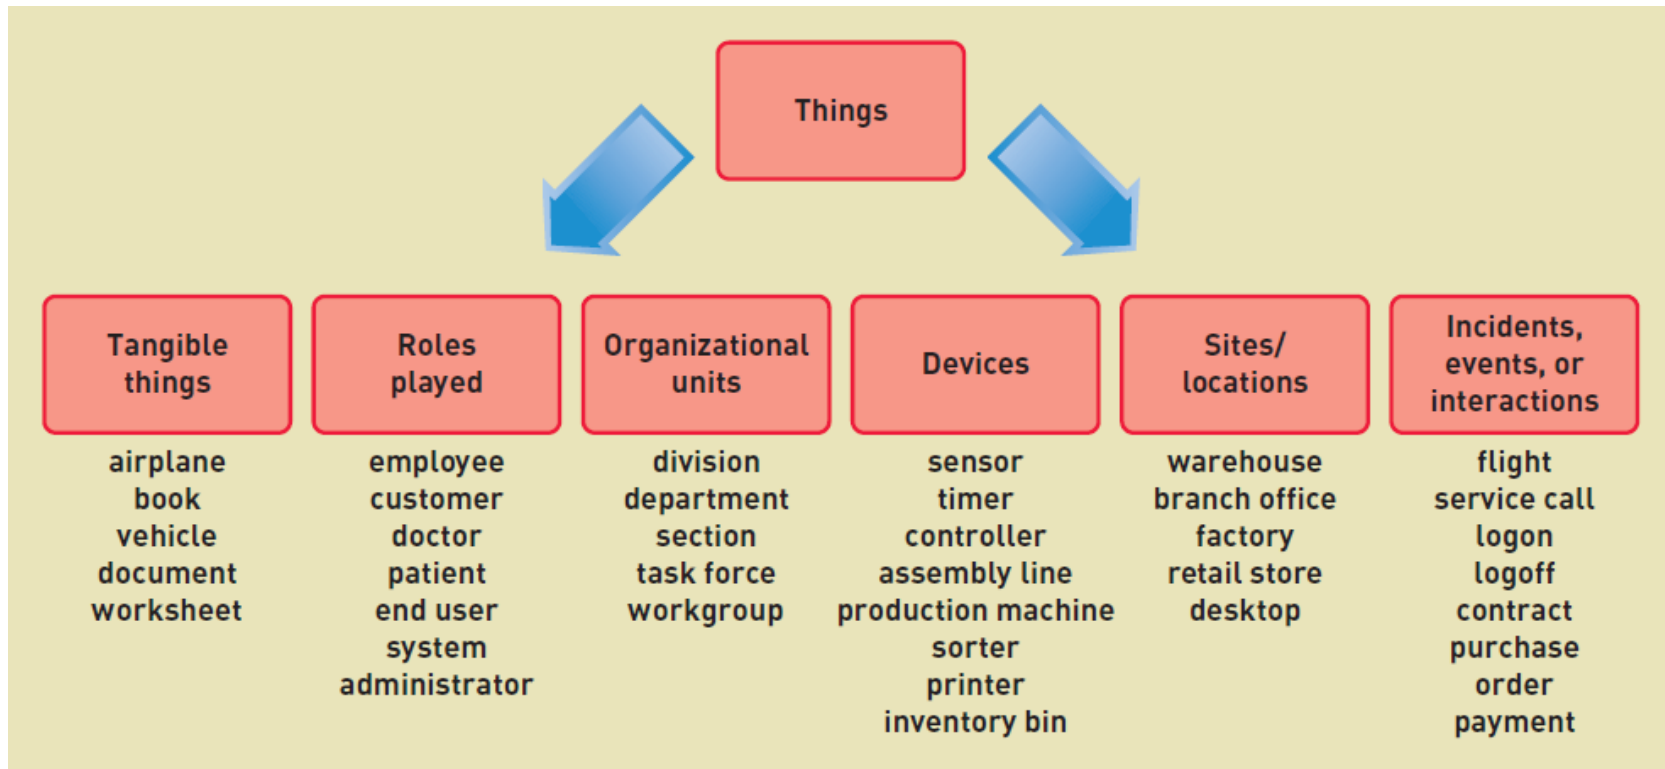 Things
Tangible
things
airplane
book
vehicle
document
worksheet
Roles
played
employee
customer
doctor
patient
end user
system
administrator
Organizational
units
division
department
section
task force
workgroup
Devices
sensor
timer
controller
assembly line
production machine
sorter
printer
inventory bin
Sites/
locations
warehouse
branch office
factory
retail store
desktop
Incidents,
events, or
interactions
flight
service call
logon
logoff
contract
purchase
order
payment